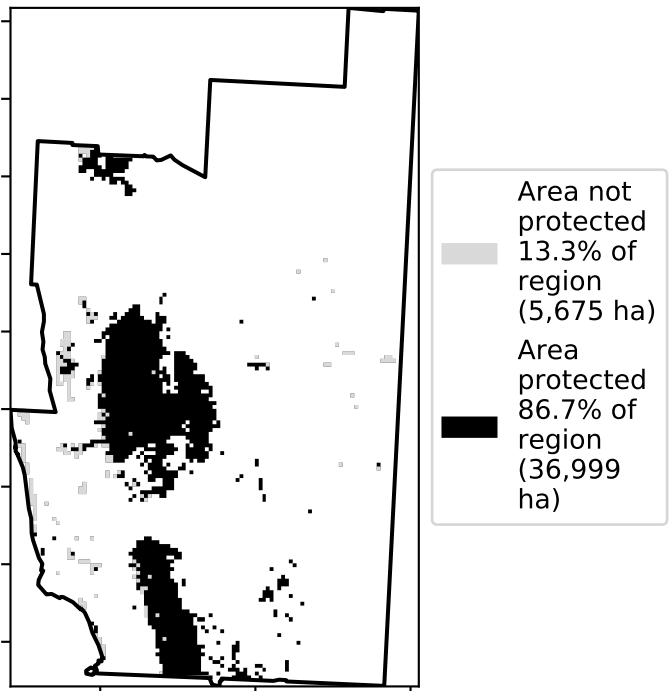 Area not
protected
13.3% of
region
(5,675 ha)
Area
protected
86.7% of
region
(36,999
ha)